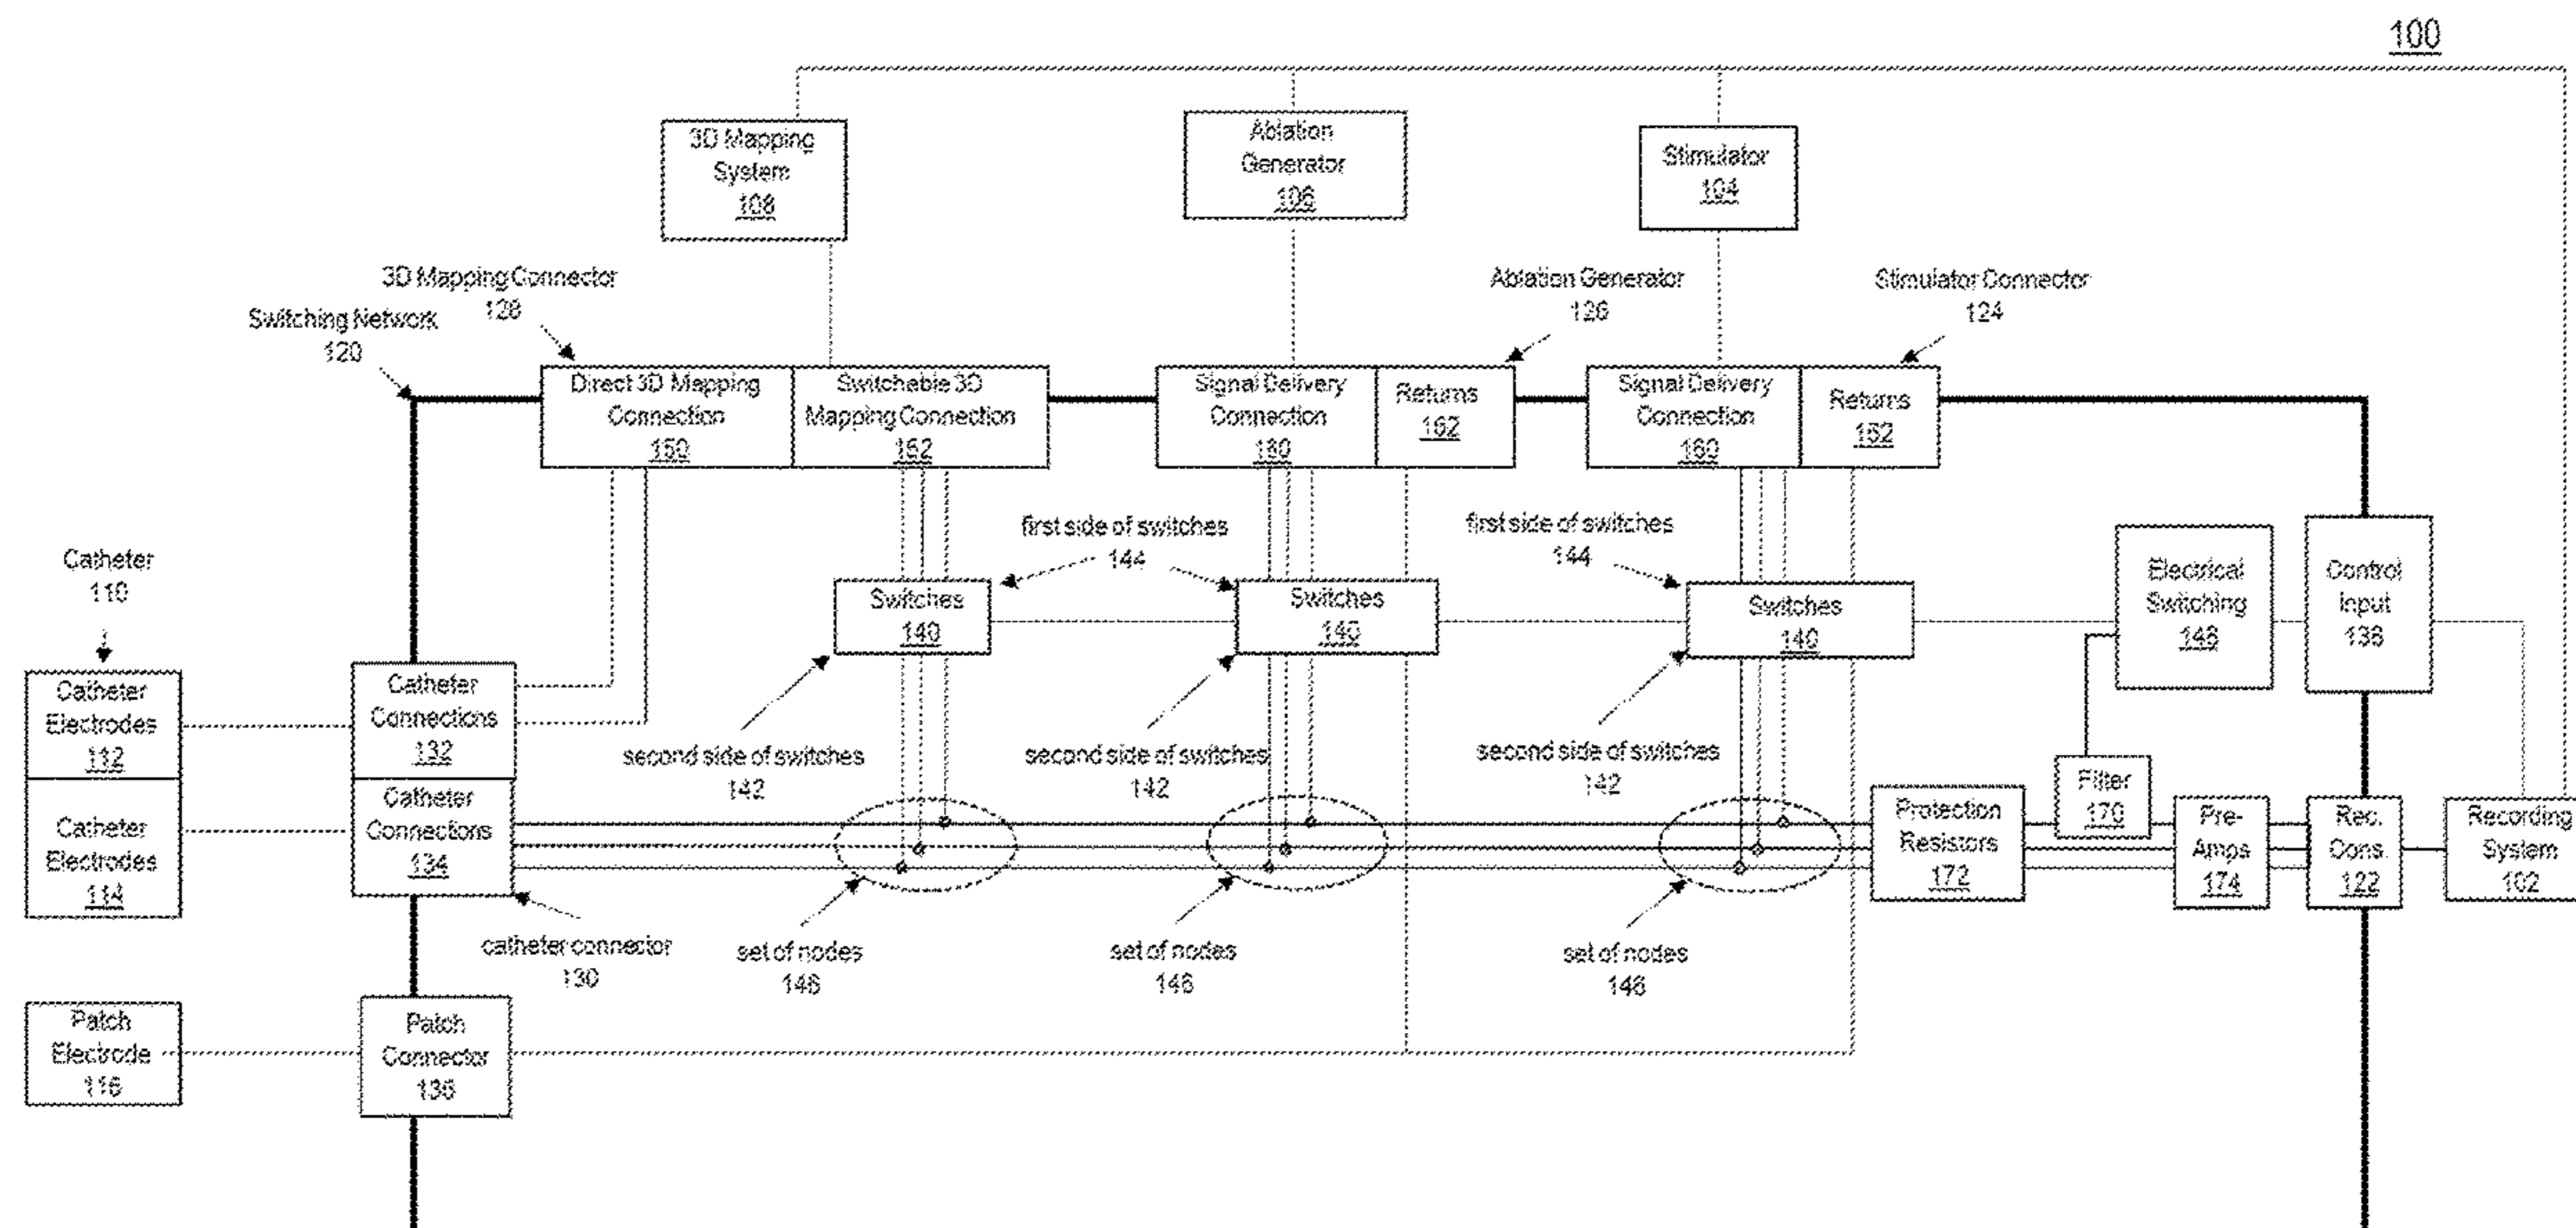 100
3D Mapping
System
108
Ablation
Generator
106
Stimulator
104
3D Mapping Connector
128
Switching Network
120
Ablation Generator
126
Stimulator Connector
124
Direct 3D Mapping
Connection
150
Switchable 3D
Mapping Connection
152
Signal Delivery
Connection
160
Returns
162
Signal Delivery
Connection
160
Returns
162
first side of switches
144
first side of switches
144
Catheter
110
Switches
140
Switches
140
Switches
140
Electrical
Switching
148
Control
Input
138
Catheter
Electrodes
112
Catheter
Connections
132
second side of switches
142
second side of switches
142
second side of switches
142
Catheter
Electrodes
114
Catheter
Connections
134
Protection
Resistors
172
Filter
170
Pre-
Amps
174
Rec.
Cons.
122
Recording
System
102
catheter connector
130
set of nodes
146
set of nodes
146
set of nodes
146
Patch
Electrode
116
Patch
Connector
136